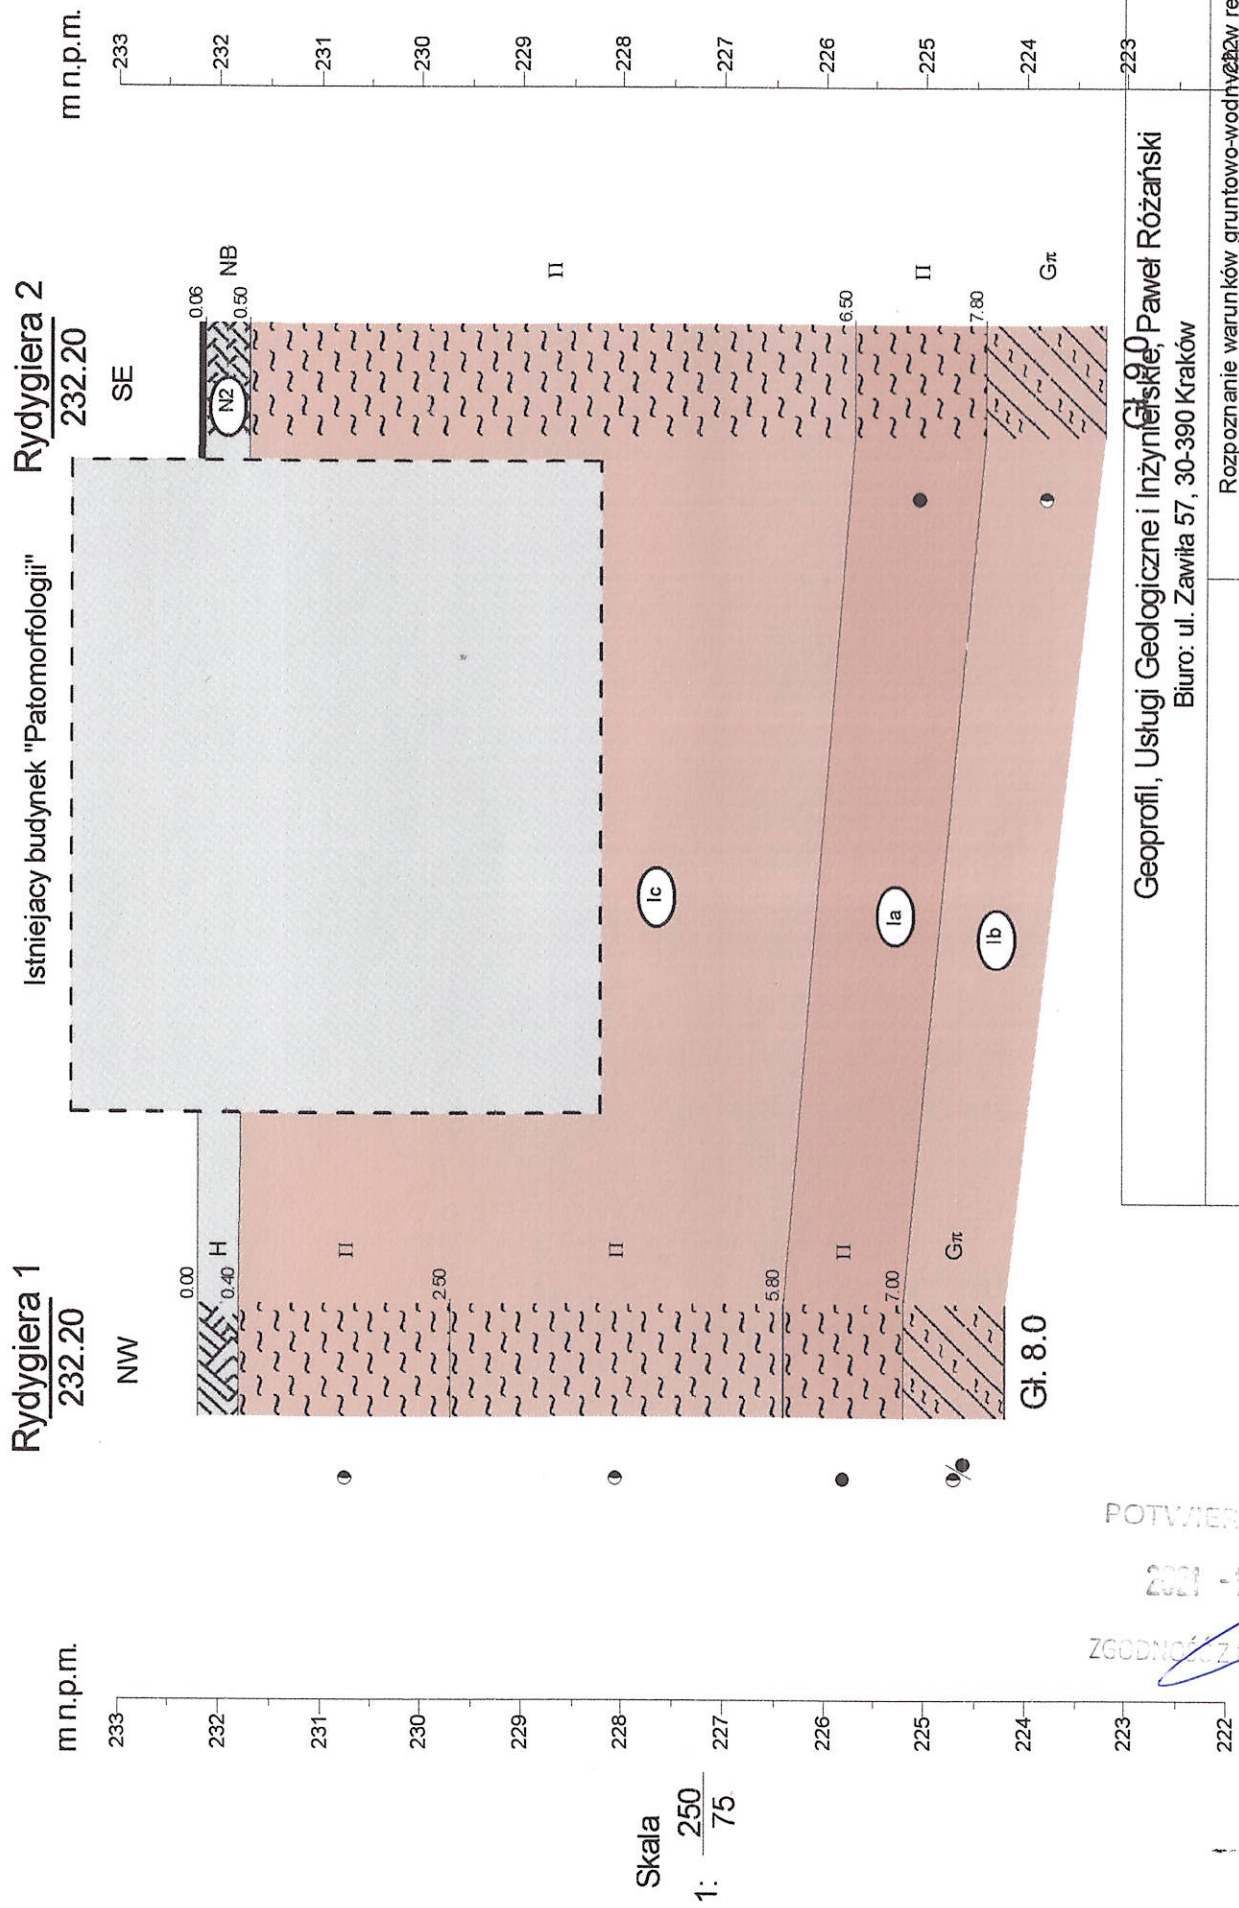 Rydygiera 1
232.20
NW
Istniejacy budynek "Patomorfologii"
Rydygiera 2
232.20
SE
m n.p.m.
233
232
231
230
229
228
227
226
225
224
223
222
Skala
1: 250
75
0.00
H
0.40
Π
2.50
Π
5.80
Π
7.00
Gπ
Gł. 8.0
Ic
Ia
Ib
N2
0.06
NB
0.50
Π
6.50
Π
7.80
Gπ
Gł. 9.0
m n.p.m.
233
232
231
230
229
228
227
226
225
224
223
222
Geoprofil, Usługi Geologiczne i Inżynierskie, Paweł Różański
Biuro: ul. Zawiła 57, 30-390 Kraków
Rozpoznanie warunków gruntowo-wodnych w re
POTWIER
2021 -1
ZGODNOŚĆ Z